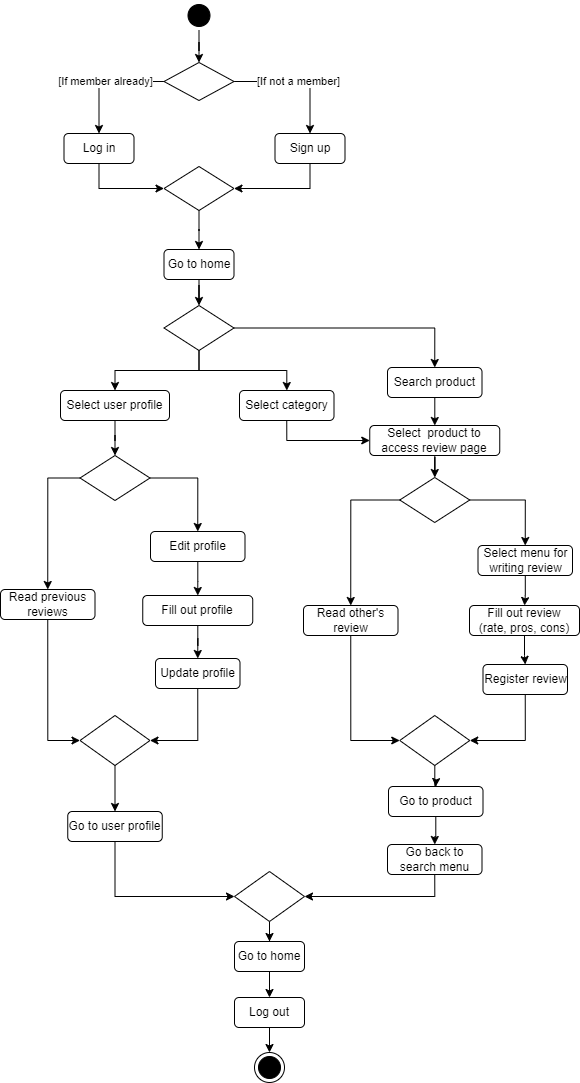 [If member already]
[If not a member]
Log in
Sign up
Go to home
Search product
Select user profile
Select category
Select  product to
access review page
Edit profile
Select menu for
writing review
Read previous
reviews
Fill out profile
Read other's
review
Fill out review
(rate, pros, cons)
Update profile
Register review
Go to product
Go to user profile
Go back to
search menu
Go to home
Log out